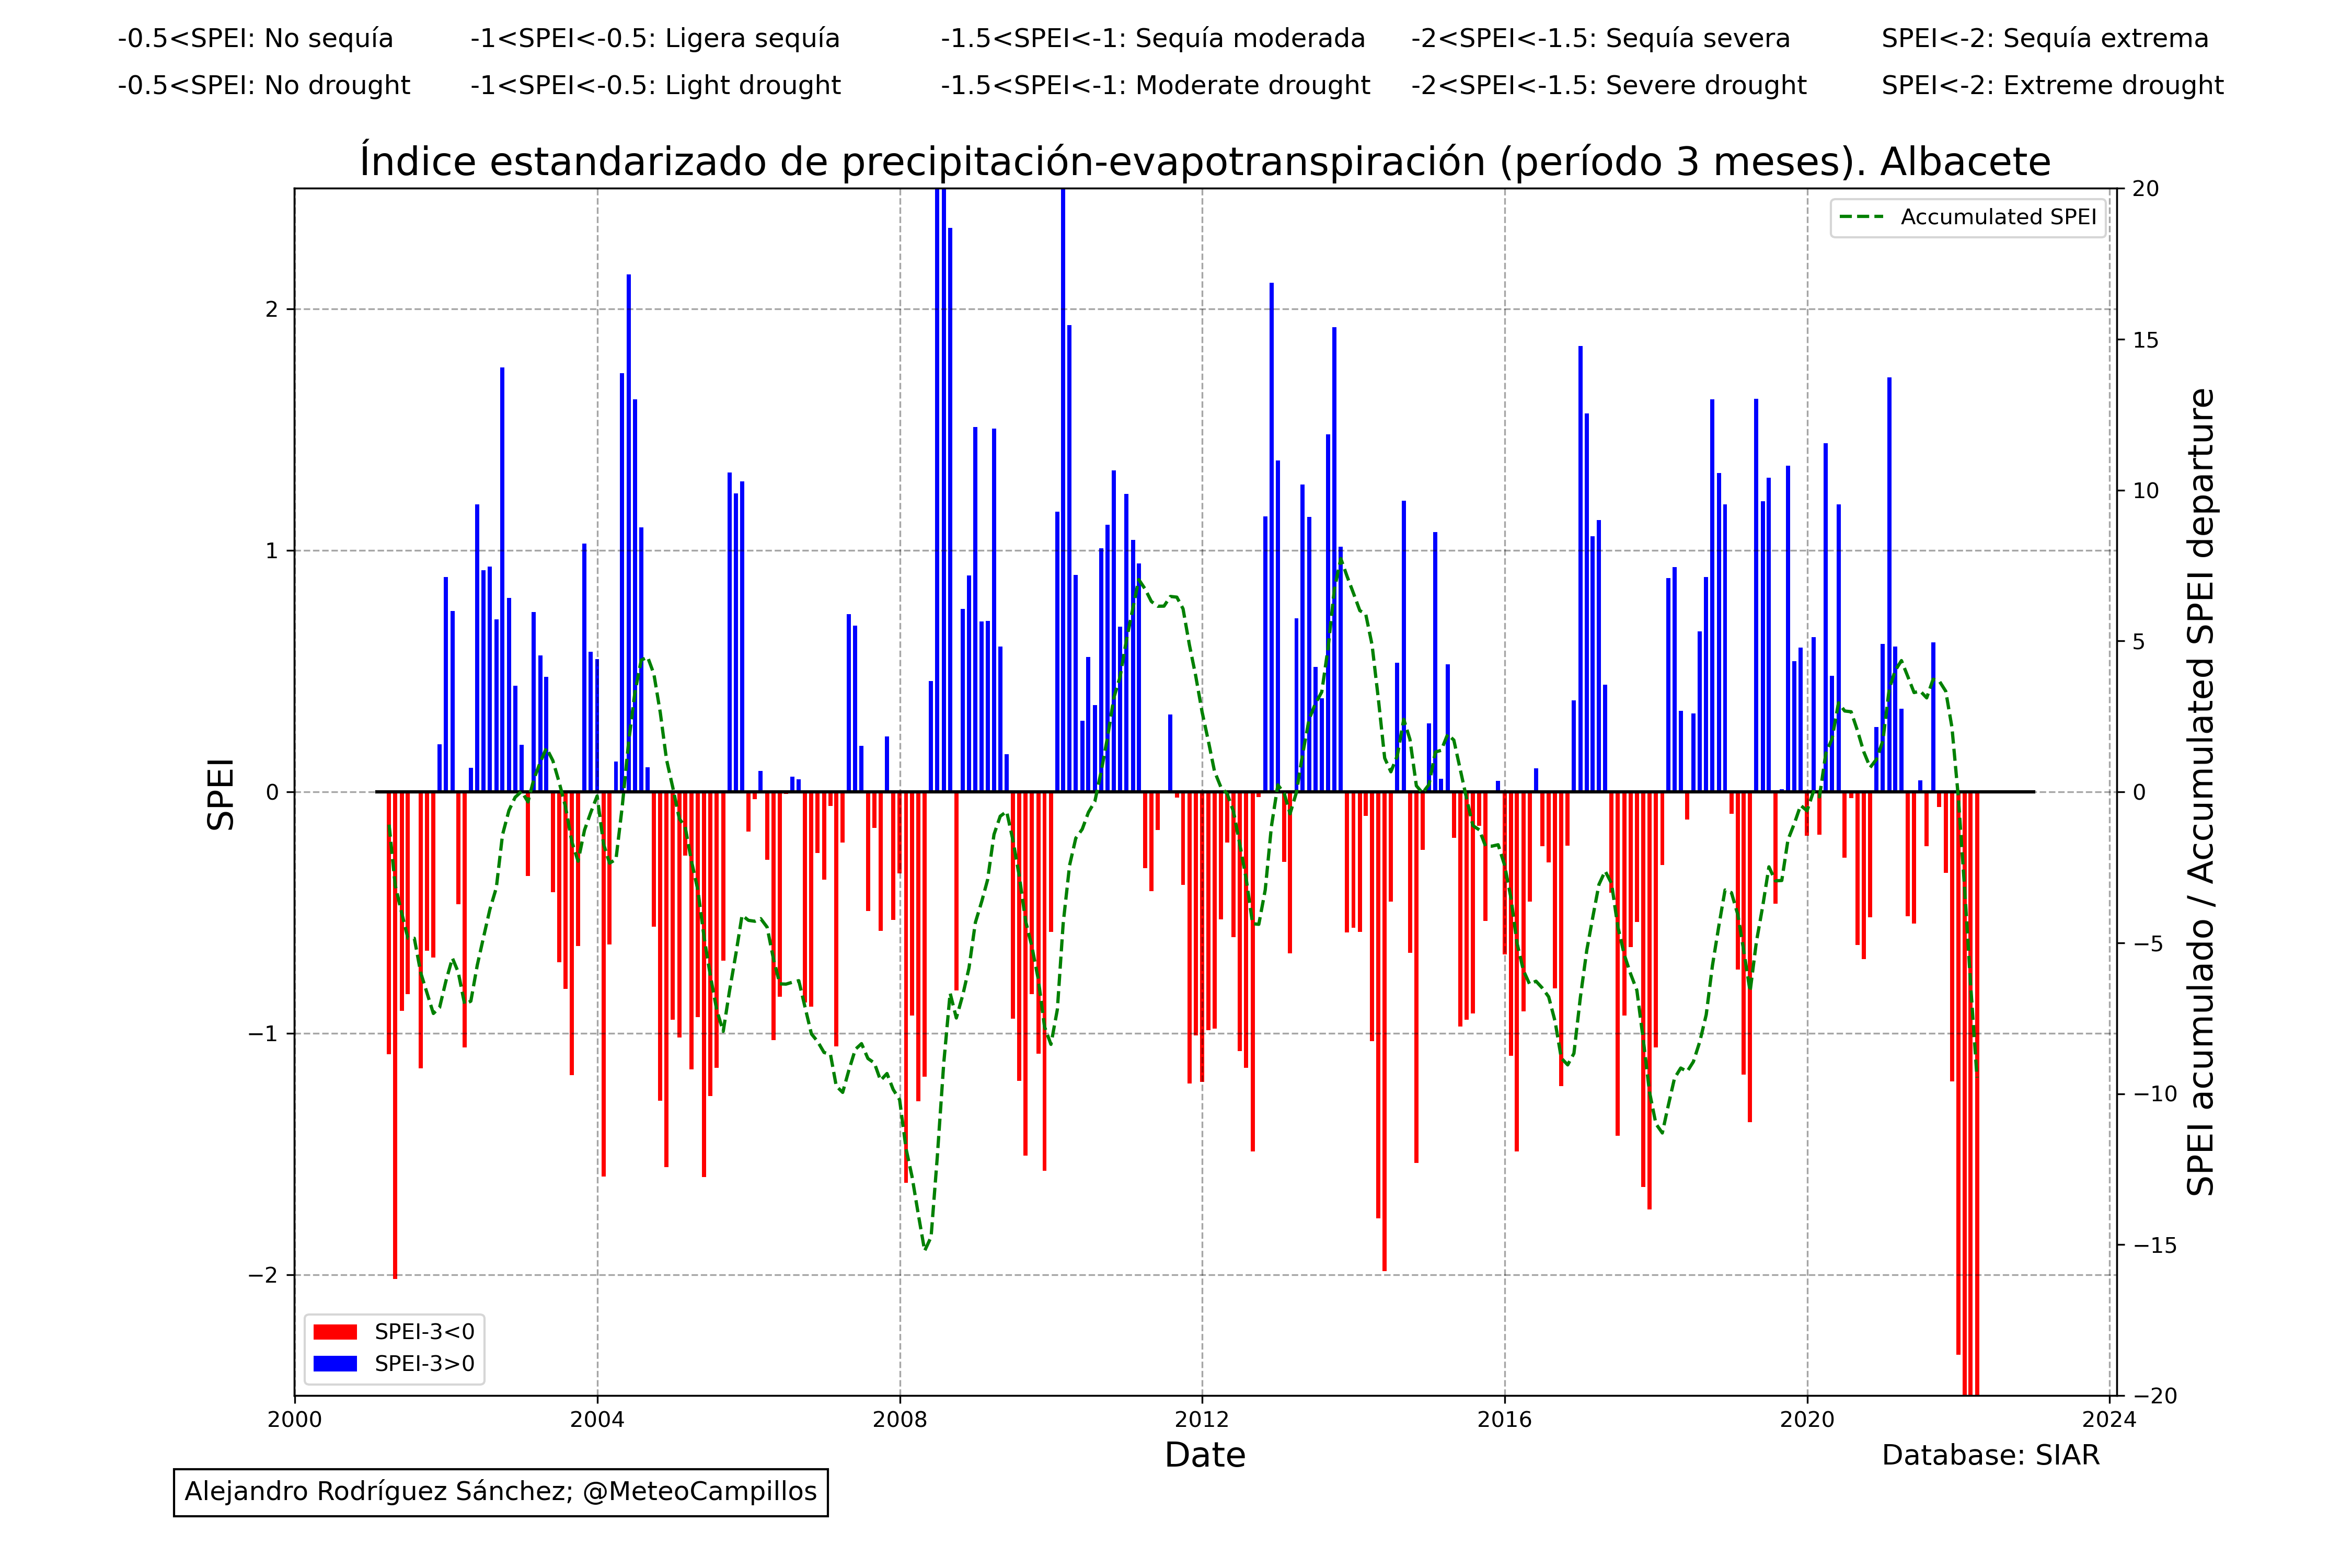 -0.5<SPEI: No sequía -1<SPEI<-0.5: Ligera sequía -1.5<SPEI<-1: Sequía moderada -2<SPEI<-1.5: Sequía severa SPEI<-2: Sequía extrema
-0.5<SPEI: No drought -1<SPEI<-0.5: Light drought -1.5<SPEI<-1: Moderate drought -2<SPEI<-1.5: Severe drought SPEI<-2: Extreme drought
Índice estandarizado de precipitación-evapotranspiración (período 3 meses). Albacete
Accumulated SPEI
SPEI
2
1
0
−1
−2
20
15
10
5
0
−5
−10
−15
−20
SPEI acumulado / Accumulated SPEI departure
SPEI-3<0
SPEI-3>0
2000 2004 2008 2012 2016 2020 2024
Date
Database: SIAR
Alejandro Rodríguez Sánchez; @MeteoCampillos